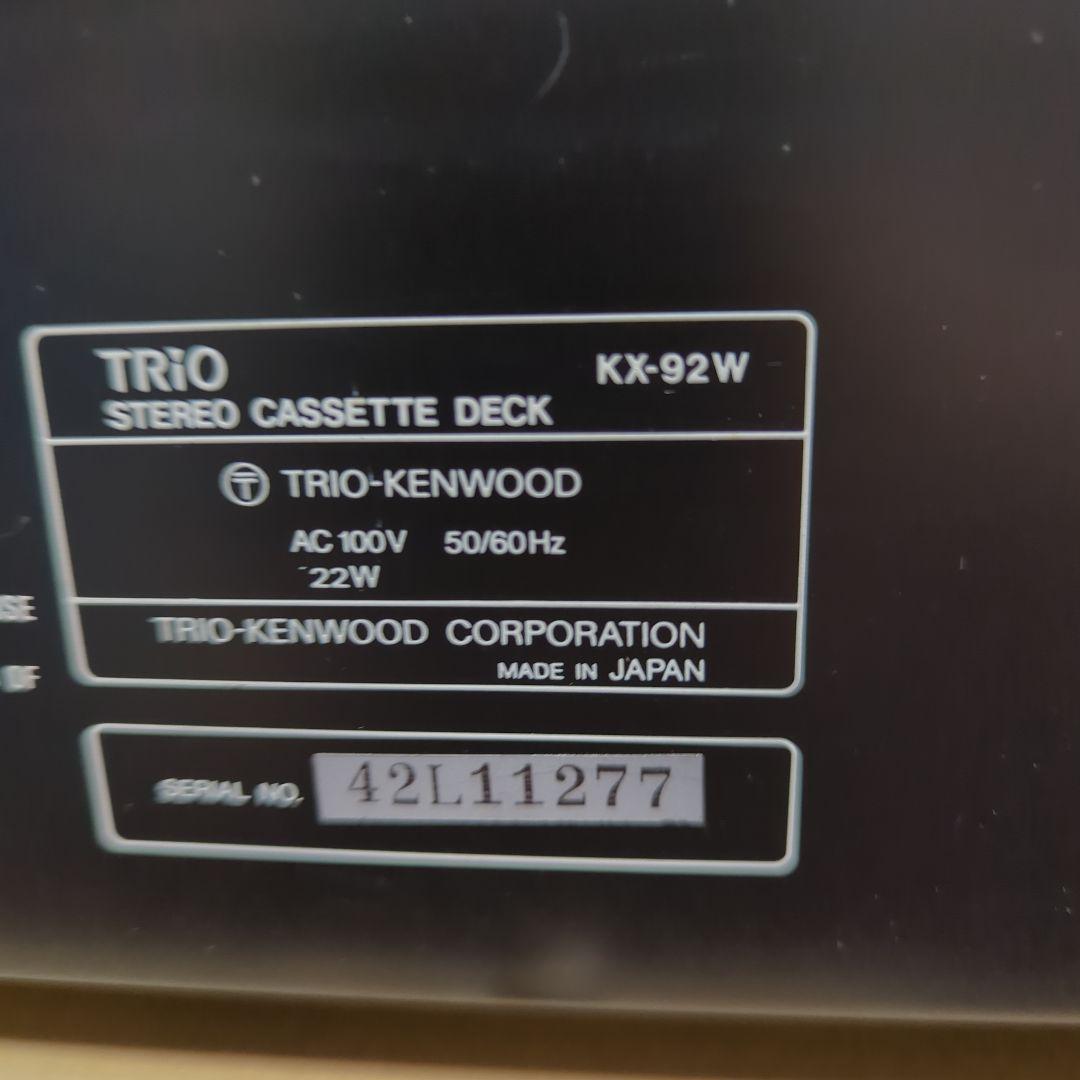 TRiO KX-92W
STEREO CASSETTE DECK
T TRIO-KENWOOD
AC 100V 50/60Hz
22W
TRIO-KENWOOD CORPORATION
MADE IN JAPAN
OF
SERIAL NO. 42L11277